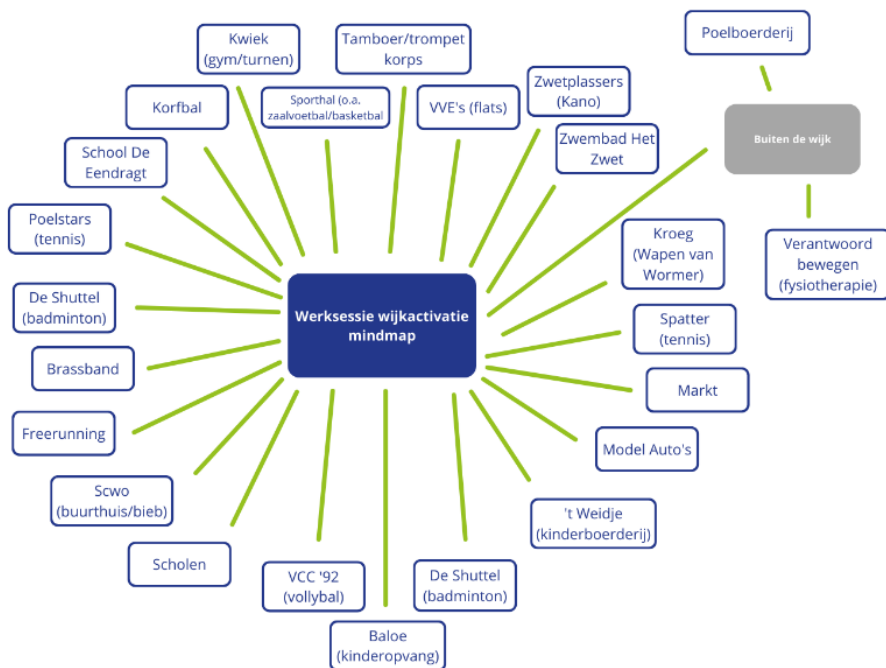 Kwiek
(gym/turnen)
Tamboer/trompet
korps
Poelboerderij
Korfbal
Sporthal (o.a.
zaalvoetbal/basketbal
VVE's (flats)
Zwetplassers
(Kano)
Zwembad Het
Zwet
Buiten de wijk
School De
Eendragt
Poelstars
(tennis)
Kroeg
(Wapen van
Wormer)
Verantwoord
bewegen
(fysiotherapie)
De Shuttel
(badminton)
Werksessie wijkactivatie
mindmap
Spatter
(tennis)
Brassband
Markt
Freerunning
Model Auto's
Scwo
(buurthuis/bieb)
't Weidje
(kinderboerderij)
Scholen
VCC '92
(vollybal)
De Shuttel
(badminton)
Baloe
(kinderopvang)